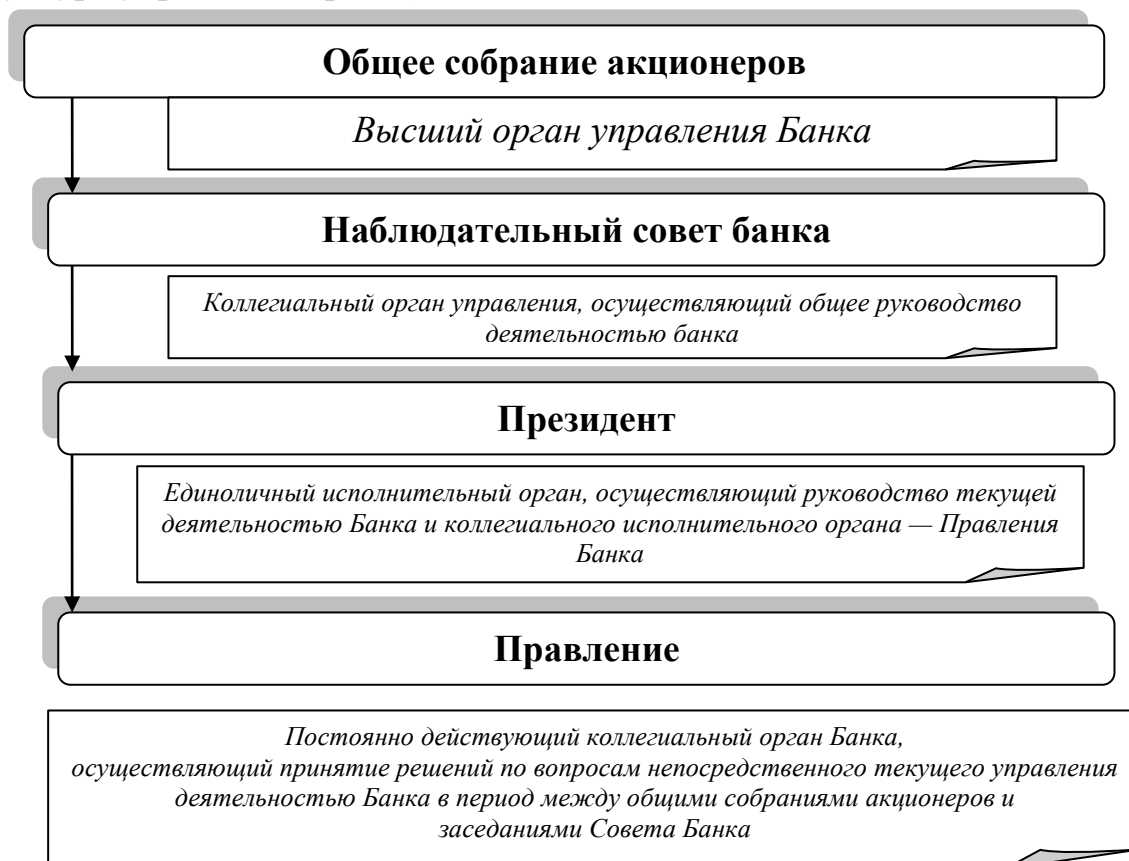 Общее собрание акционеров
Высший орган управления Банка
Наблюдательный совет банка
Коллегиальный орган управления, осуществляющий общее руководство
деятельностью банка
Президент
Единоличный исполнительный орган, осуществляющий руководство текущей
деятельностью Банка и коллегиального исполнительного органа — Правления
Банка
Правление
Постоянно действующий коллегиальный орган Банка,
осуществляющий принятие решений по вопросам непосредственного текущего управления
деятельностью Банка в период между общими собраниями акционеров и
заседаниями Совета Банка